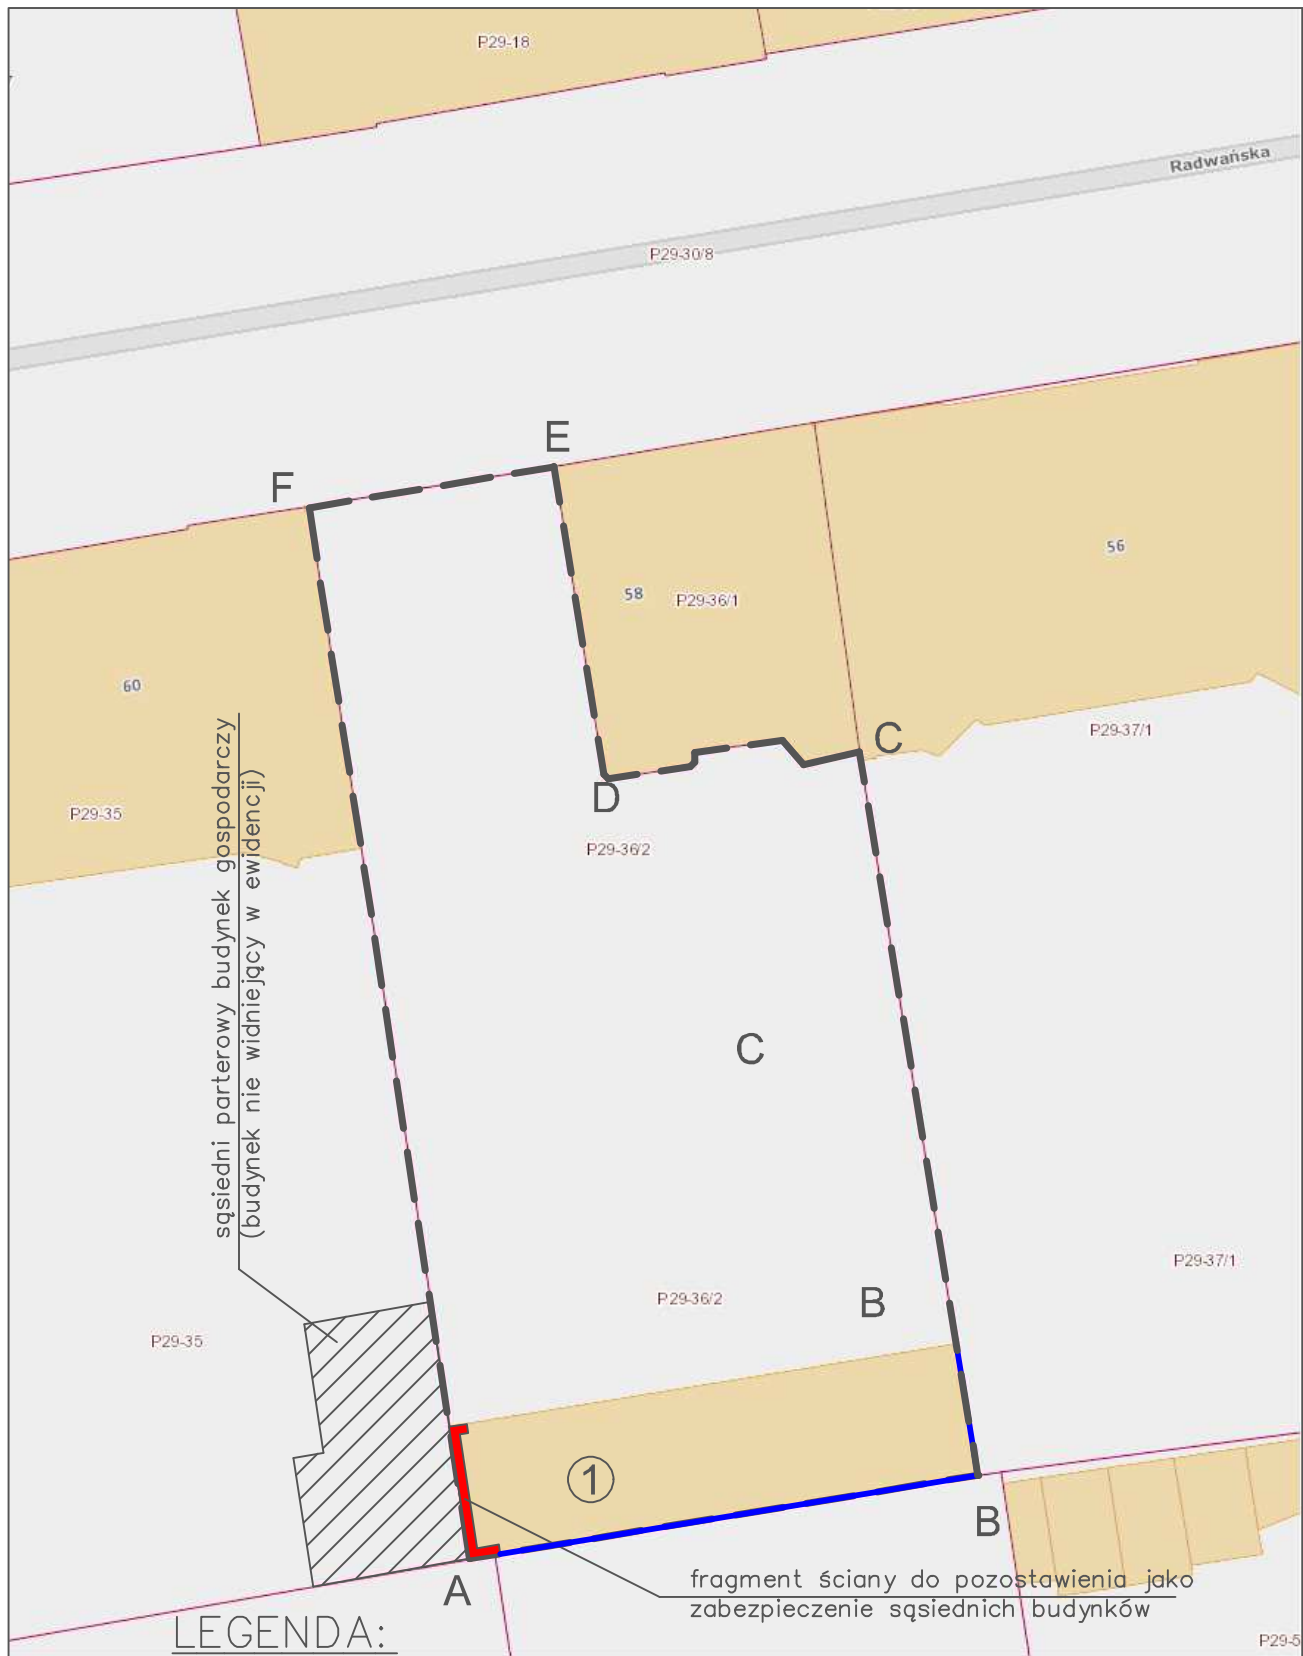 P29-18
Radwańska
P29-30/8
E
F
56
58
P29-36/1
60
C
P29-37/1
D
P29-35
P29-36/2
sąsiedni parterowy budynek gospodarczy
(budynek nie widniejący w ewidencji)
C
P29-37/1
P29-36/2
B
P29-35
1
B
A
fragment ściany do pozostawienia jako
zabezpieczenie sąsiednich budynków
LEGENDA:
P29-5